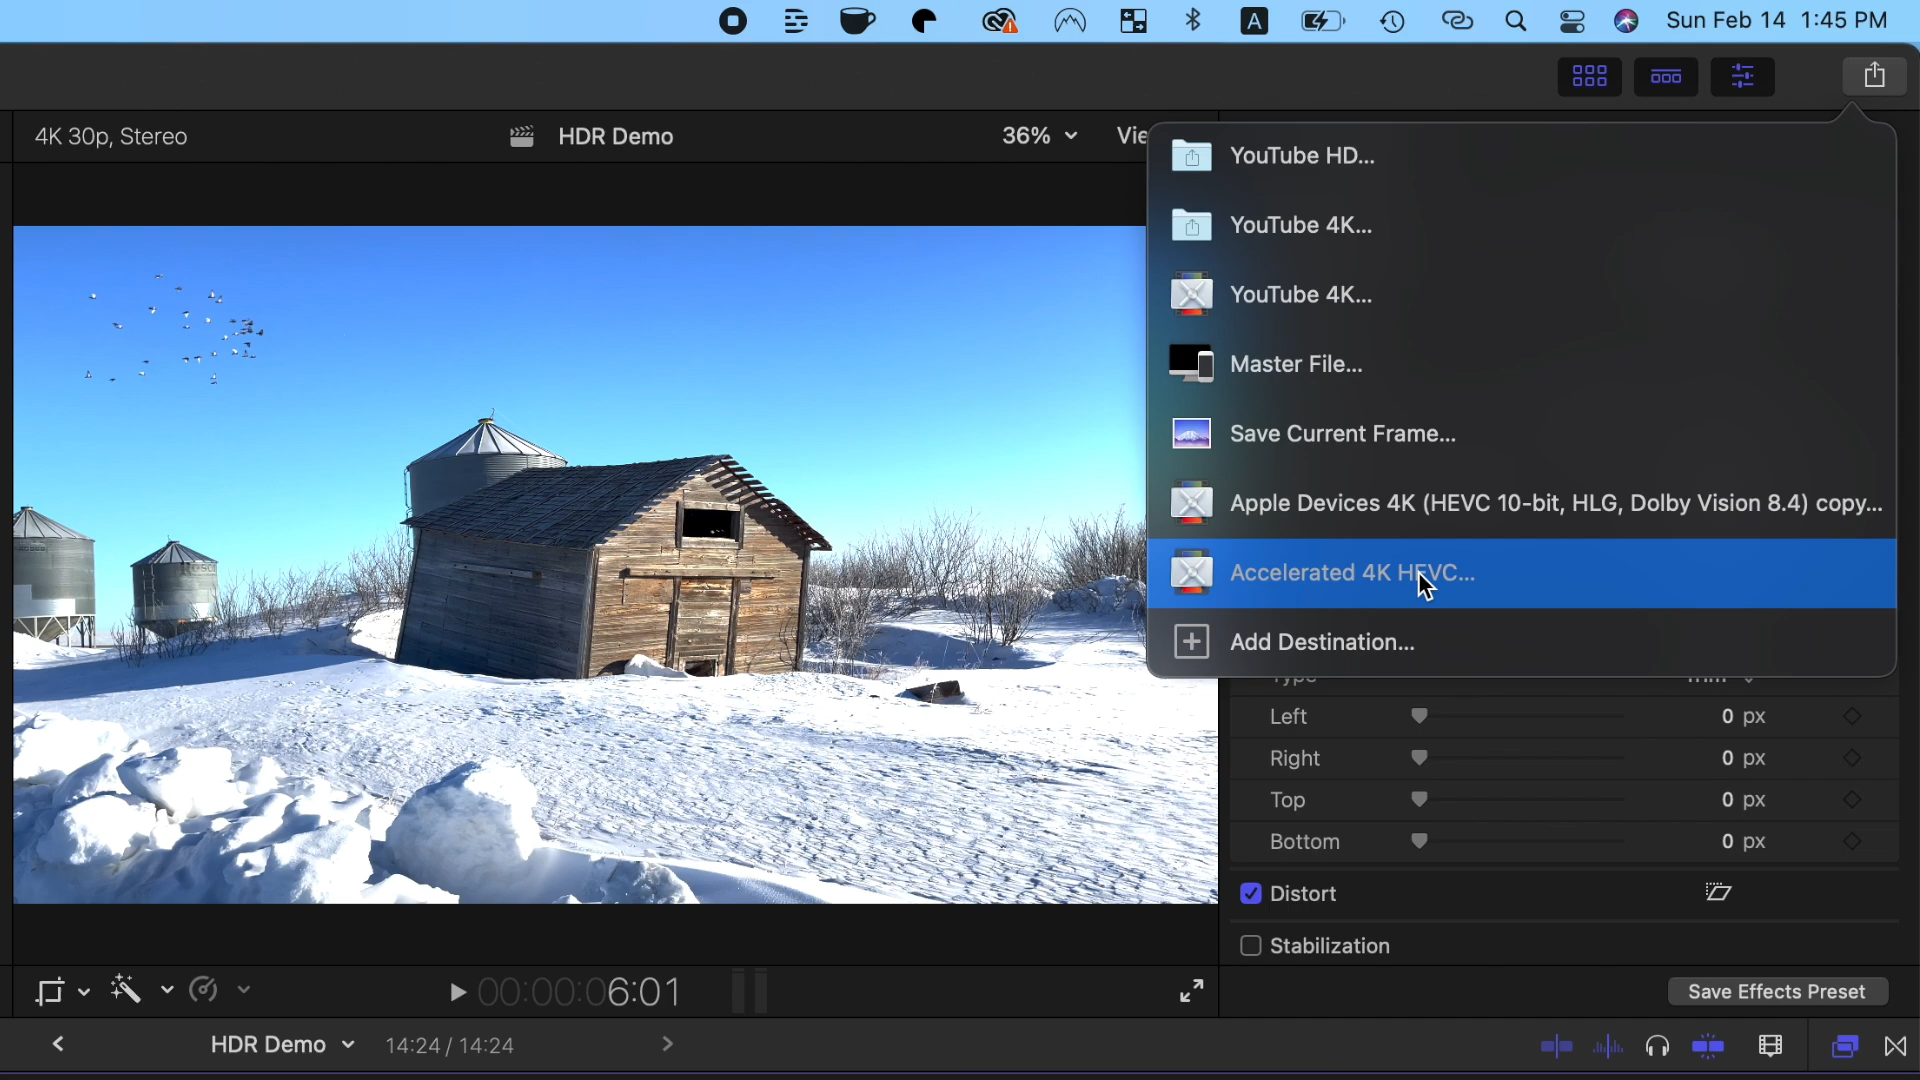 A
Sun Feb 14 1:45 PM
4K 30p, Stereo
HDR Demo
36%
Vie
YouTube HD...
YouTube 4K...
YouTube 4K...
Master File...
Save Current Frame...
Apple Devices 4K (HEVC 10-bit, HLG, Dolby Vision 8.4) copy...
Accelerated 4K HEVC...
Add Destination...
Type
Left 0 px
Right 0 px
Top 0 px
Bottom 0 px
Distort
Stabilization
00:00:06:01
Save Effects Preset
HDR Demo
14:24 / 14:24